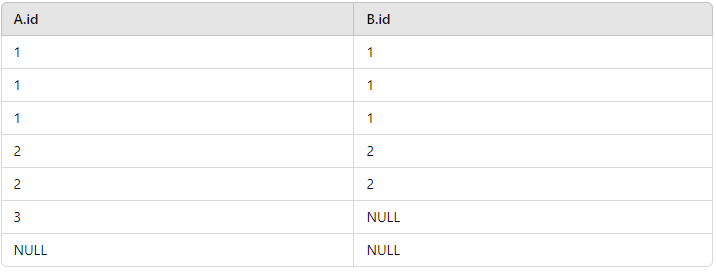 A.id B.id
1 1
1 1
1 1
2 2
2 2
3 NULL
NULL NULL